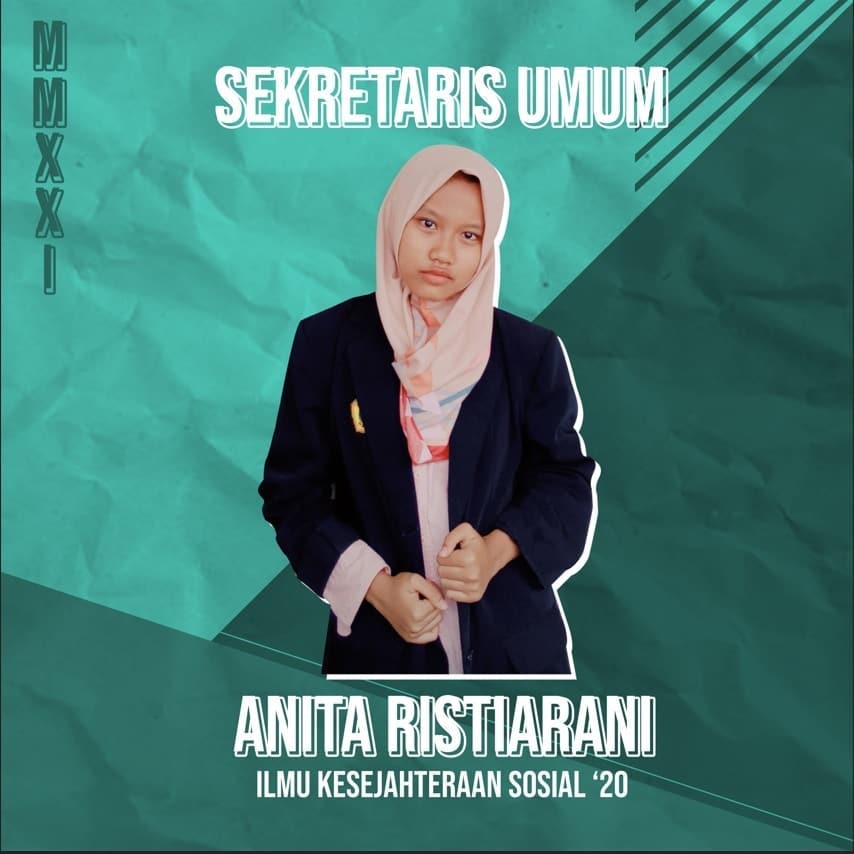 MMXXI
SEKRETARIS UMUM
ANITA RISTIARANI
ILMU KESEJAHTERAAN SOSIAL ‘20